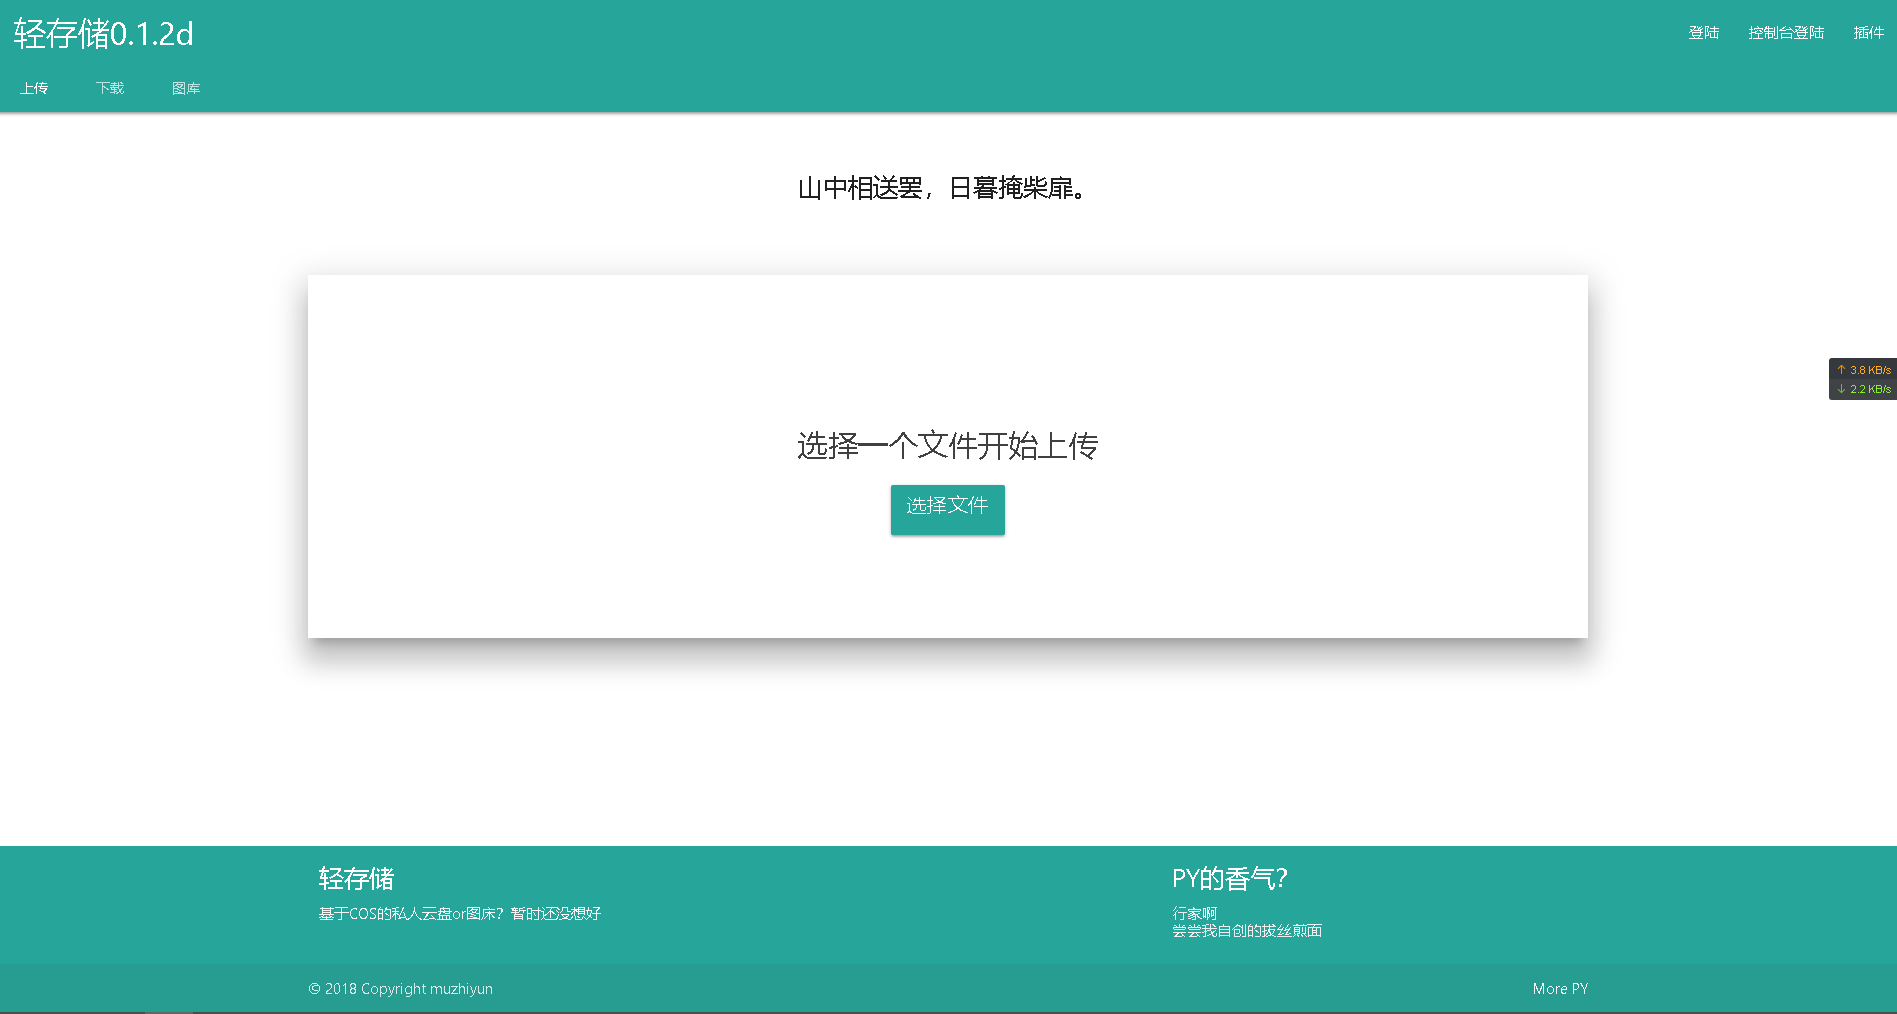 轻存储0.1.2d
登陆 控制台登陆 插件
上传 下载 图库
山中相送罢，日暮掩柴扉。
↑ 3.8 KB/s
↓ 2.2 KB/s
选择一个文件开始上传
选择文件
轻存储
基于COS的私人云盘or图床？暂时还没想好
PY的香气？
行家啊
尝尝我自创的拔丝煎面
© 2018 Copyright muzhiyun
More PY